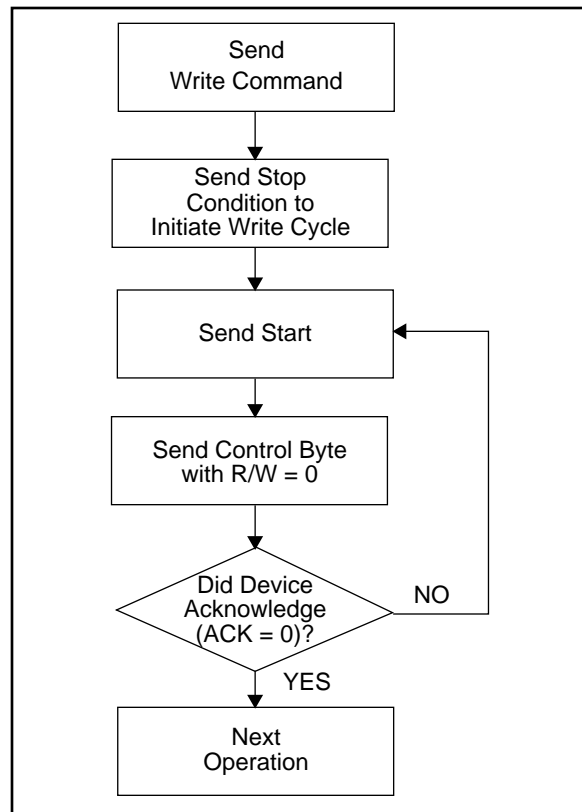 Send
Write Command
Send Stop
Condition to
Initiate Write Cycle
Send Start
Send Control Byte
with R/W = 0
Did Device
Acknowledge
(ACK = 0)?
NO
YES
Next
Operation